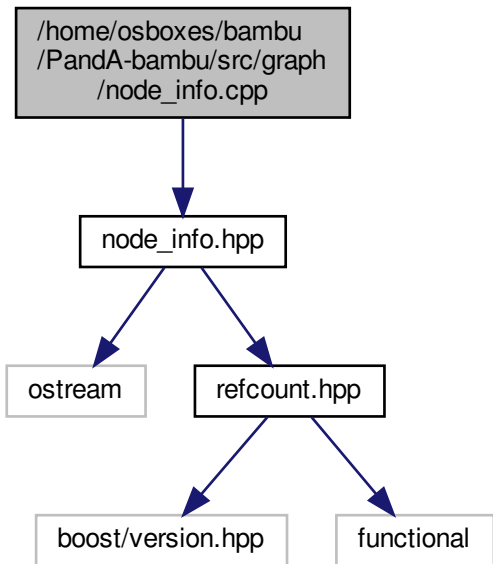 /home/osboxes/bambu
/PandA-bambu/src/graph
/node_info.cpp
node_info.hpp
ostream
refcount.hpp
boost/version.hpp
functional